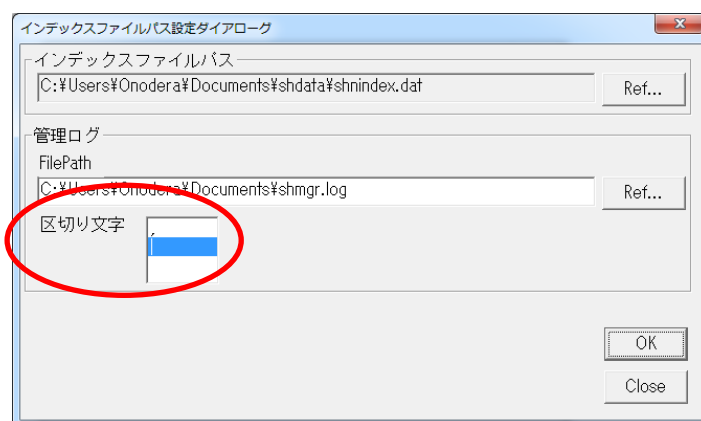 インデックスファイルパス設定ダイアローグ
インデックスファイルパス
C:¥Users¥Onodera¥Documents¥shdata¥shnindex.dat
Ref...
管理ログ
FilePath
C:¥Users¥Onodera¥Documents¥shmgr.log
Ref...
区切り文字
OK
Close